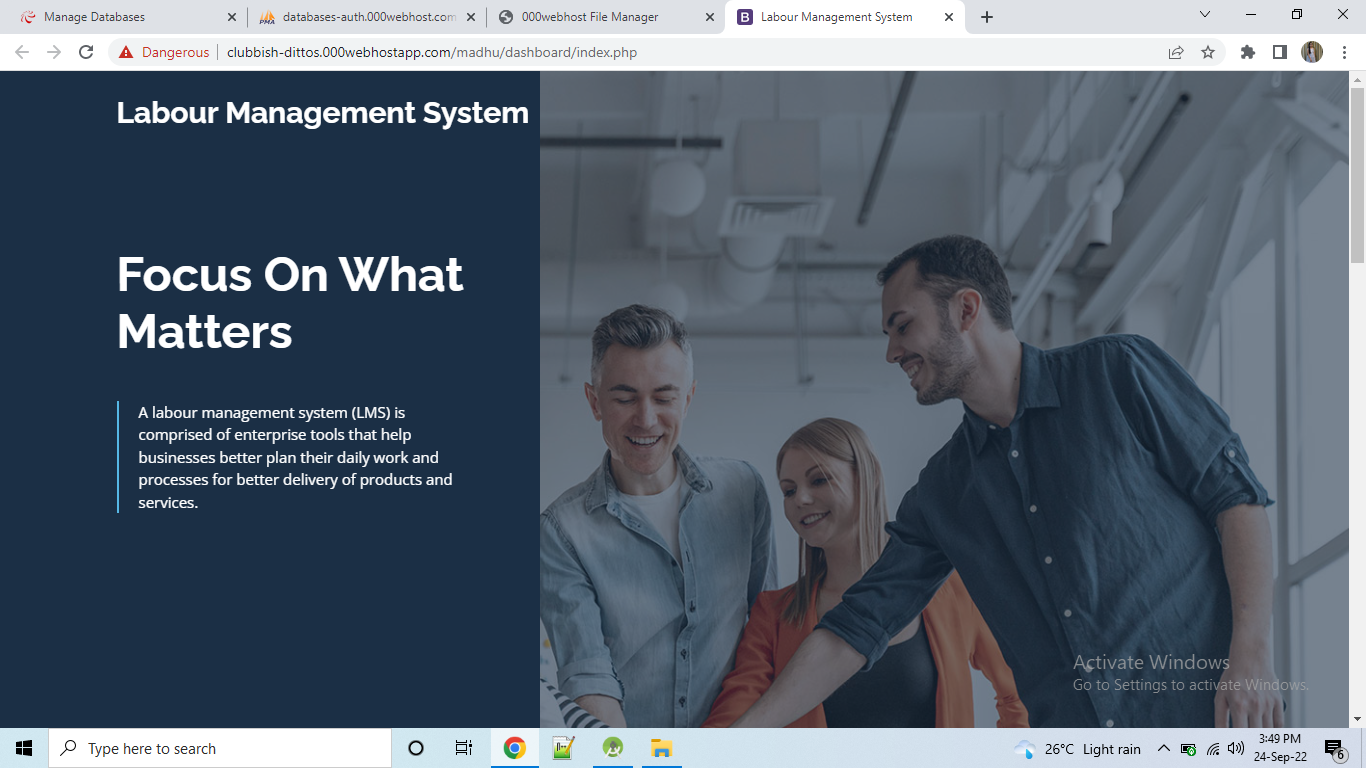 Manage Databases
databases-auth.000webhost.com
000webhost File Manager
Labour Management System
Dangerous
clubbish-dittos.000webhostapp.com/madhu/dashboard/index.php
Labour Management System
Focus On What
Matters
A labour management system (LMS) is
comprised of enterprise tools that help
businesses better plan their daily work and
processes for better delivery of products and
services.
Activate Windows
Go to Settings to activate Windows.
Type here to search
26°C Light rain
3:49 PM
24-Sep-22
6